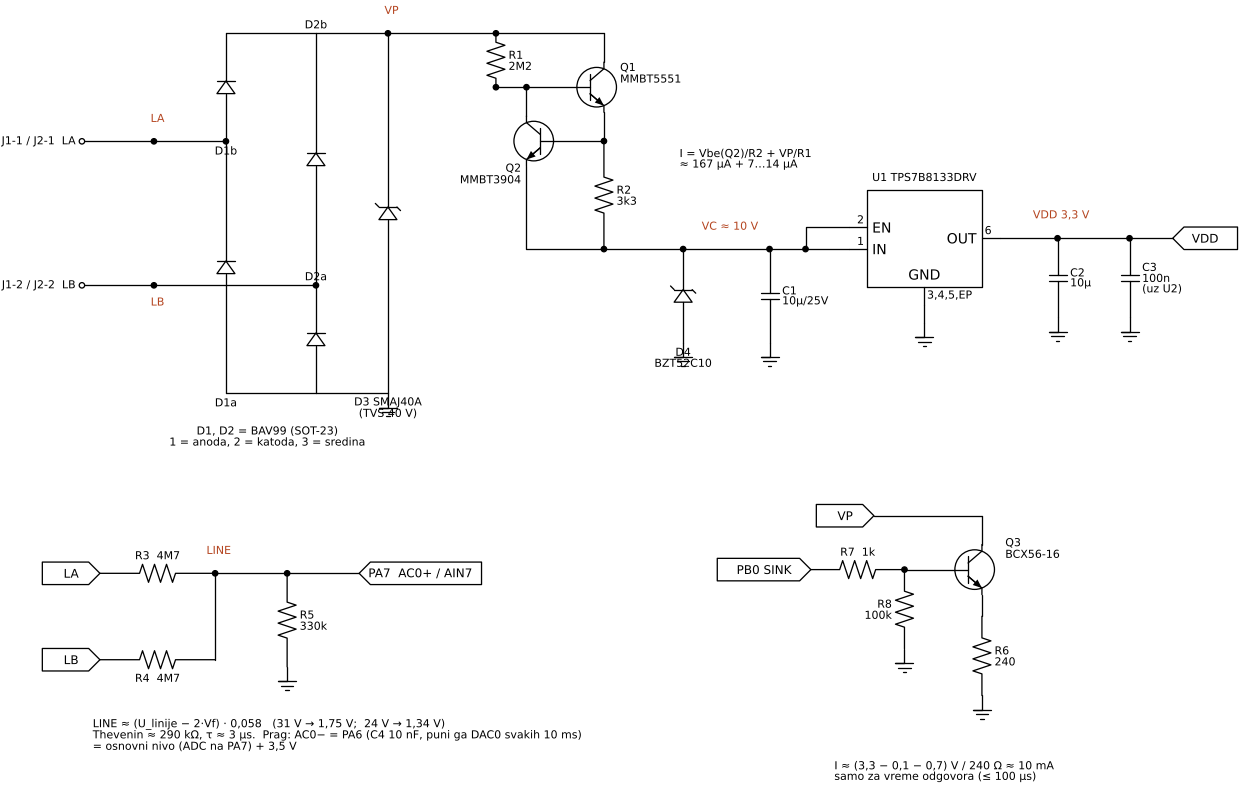 VP
D2b
R1
2M2
Q1
MMBT5551
LA
J1-1 / J2-1 LA
D1b
I = Vbe(Q2)/R2 + VP/R1
≈ 167 µA + 7…14 µA
Q2
MMBT3904
U1 TPS7B8133DRV
R2
3k3
VC ≈ 10 V
2
EN
1
IN
OUT
6
GND
3,4,5,EP
VDD 3,3 V
VDD
J1-2 / J2-2 LB
LB
D2a
C1
10µ/25V
C2
10µ
C3
100n
(uz U2)
D4
BZT52C10
D1a
D3 SMAJ40A
(TVS 40 V)
D1, D2 = BAV99 (SOT-23)
1 = anoda, 2 = katoda, 3 = sredina
LA
R3 4M7
LINE
PA7 AC0+ / AIN7
R5
330k
LB
R4 4M7
LINE ≈ (U_linije − 2·Vf) · 0,058 (31 V → 1,75 V; 24 V → 1,34 V)
Thevenin ≈ 290 kΩ, τ ≈ 3 µs. Prag: AC0− = PA6 (C4 10 nF, puni ga DAC0 svakih 10 ms)
= osnovni nivo (ADC na PA7) + 3,5 V
VP
Q3
BCX56-16
PB0 SINK
R7 1k
R8
100k
R6
240
I ≈ (3,3 − 0,1 − 0,7) V / 240 Ω ≈ 10 mA
samo za vreme odgovora (≤ 100 µs)